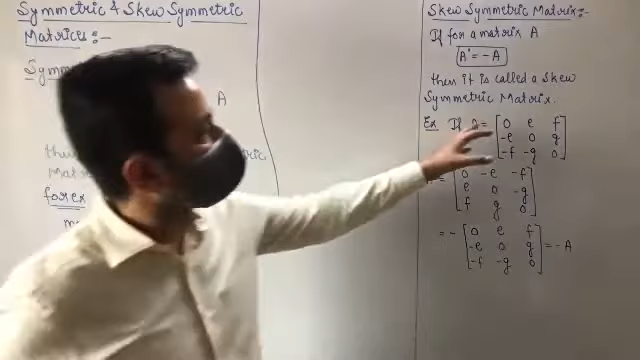 Symmetric & Skew Symmetric
Matrices:-
Symm
A
thus
Mat
for ex
m
Skew Symmetric Matrix:-
If for a matrix A
A' = -A
then it is called a Skew
Symmetric Matrix.
Ex If = [0 e f
-e 0 g
-f -g 0]
= [0 -e -f
e 0 -g
f g 0]
= - [0 e f
-e 0 g
-f -g 0] = -A